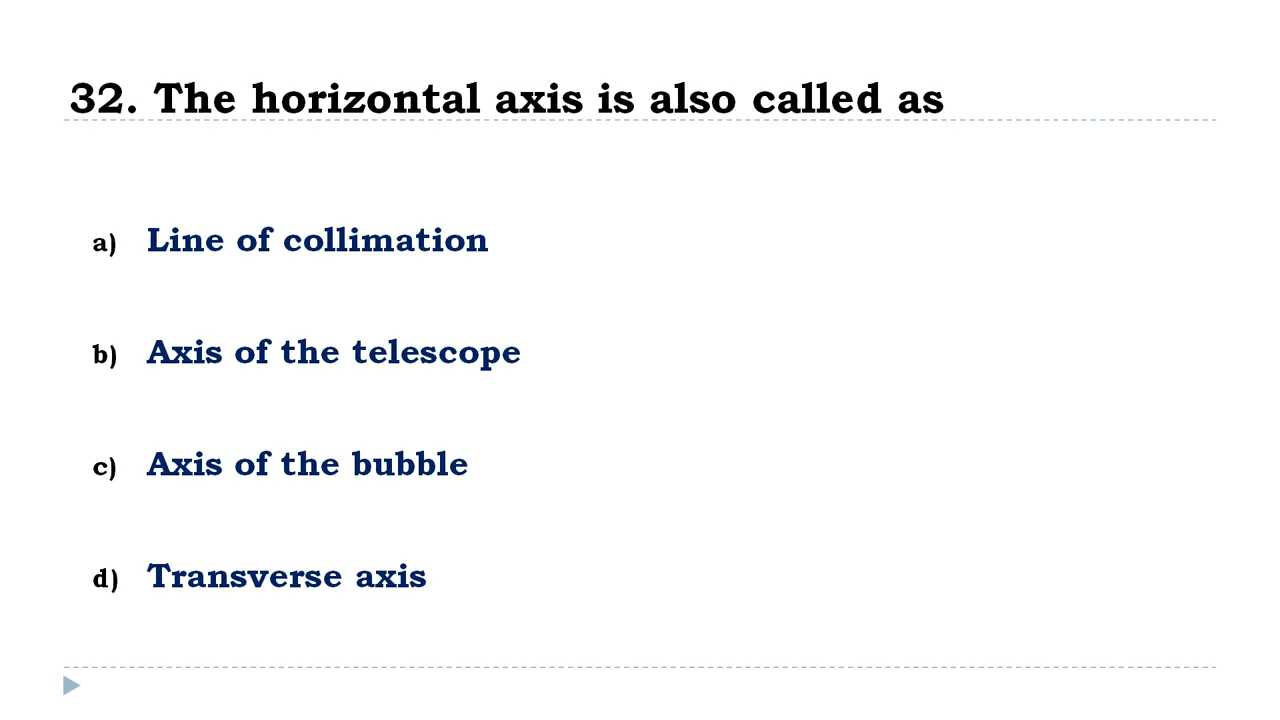 32. The horizontal axis is also called as
a) Line of collimation
b) Axis of the telescope
c) Axis of the bubble
d) Transverse axis